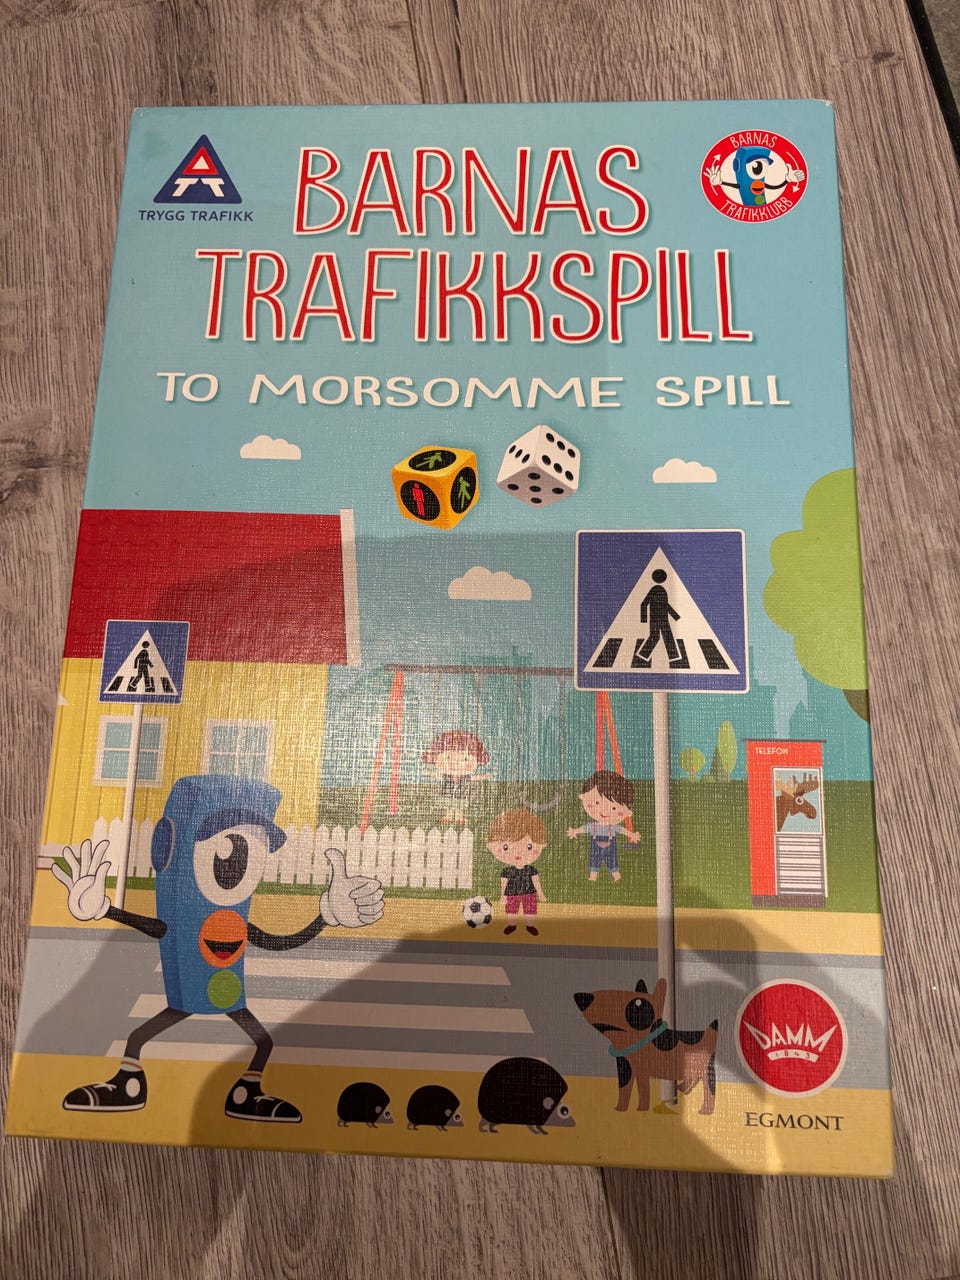 TRYGG TRAFIKK
BARNAS
TRAFIKKLUBB
BARNAS
TRAFIKKSPILL
TO MORSOMME SPILL
TELEFON
DAMM
1843
EGMONT